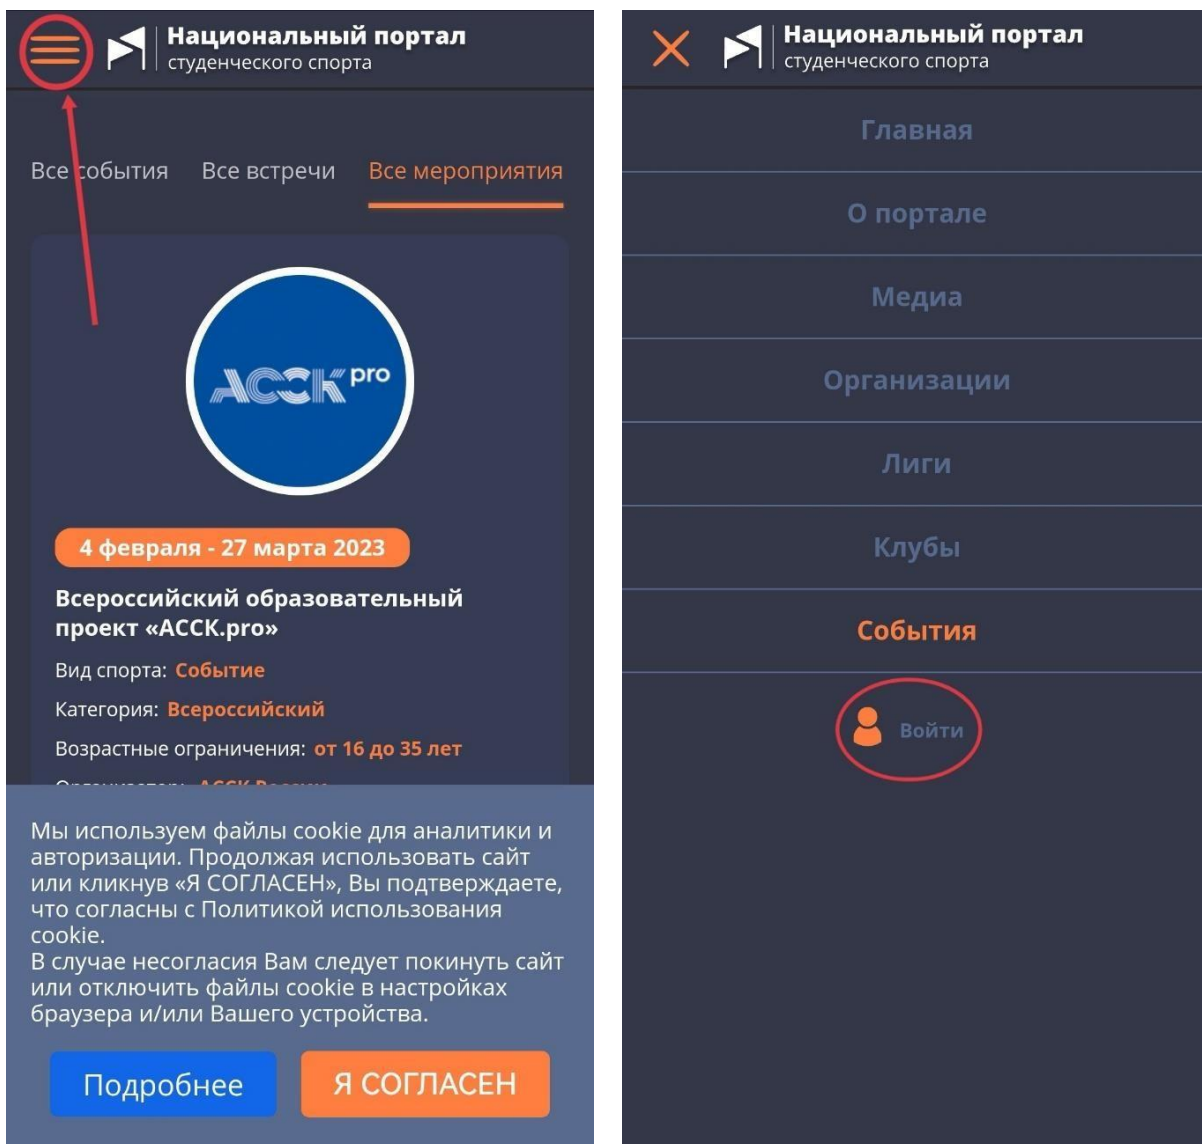 Национальный портал
студенческого спорта
Все события Все встречи Все мероприятия
АССК pro
4 февраля - 27 марта 2023
Всероссийский образовательный
проект «АССК.pro»
Вид спорта: Событие
Категория: Всероссийский
Возрастные ограничения: от 16 до 35 лет
Организатор: АССК России
Мы используем файлы cookie для аналитики и
авторизации. Продолжая использовать сайт
или кликнув «Я СОГЛАСЕН», Вы подтверждаете,
что согласны с Политикой использования
cookie.
В случае несогласия Вам следует покинуть сайт
или отключить файлы cookie в настройках
браузера и/или Вашего устройства.
Подробнее Я СОГЛАСЕН
Национальный портал
студенческого спорта
Главная
О портале
Медиа
Организации
Лиги
Клубы
События
Войти